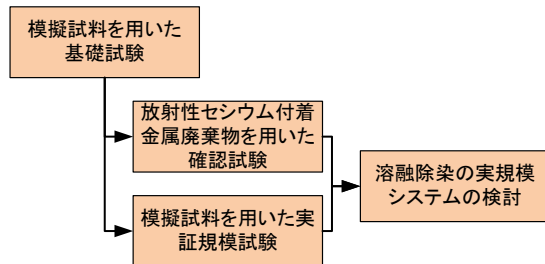 模擬試料を用いた
基礎試験
放射性セシウム付着
金属廃棄物を用いた
確認試験
模擬試料を用いた実
証規模試験
溶融除染の実規模
システムの検討